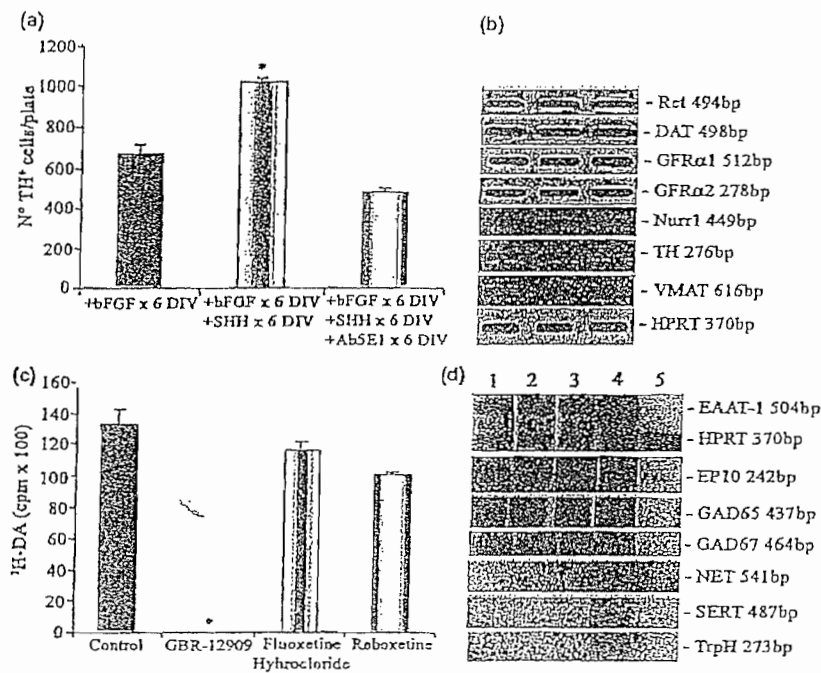 (a)
N° TH⁺ cells/plate
1200
1000
800
600
400
200
0
+bFGF x 6 DIV
+bFGF x 6 DIV
+SHH x 6 DIV
*
+bFGF x 6 DIV
+SHH x 6 DIV
+Ab5E1 x 6 DIV
(b)
- Ret 494bp
- DAT 498bp
- GFRα1 512bp
- GFRα2 278bp
- Nurr1 449bp
- TH 276bp
- VMAT 616bp
- HPRT 370bp
(c)
³H-DA (cpm x 100)
160
140
120
100
80
60
40
20
0
*
Control
GBR-12909
Fluoxetine
Hyhrocloride
Roboxetine
(d)
1 2 3 4 5
- EAAT-1 504bp
- HPRT 370bp
- EP10 242bp
- GAD65 437bp
- GAD67 464bp
- NET 541bp
- SERT 487bp
- TrpH 273bp